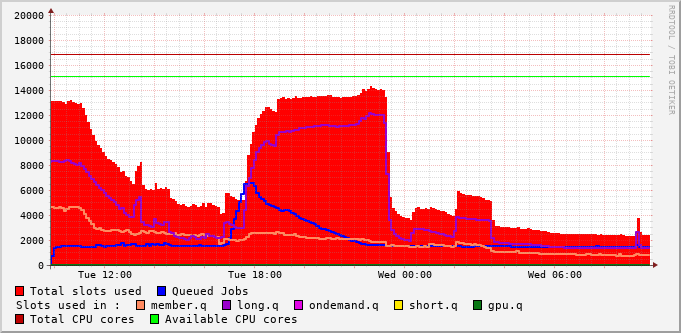 20000
18000
16000
14000
12000
10000
8000
6000
4000
2000
0
Tue 12:00 Tue 18:00 Wed 00:00 Wed 06:00
RRDTOOL / TOBI OETIKER
Total slots used Queued Jobs
Slots used in : member.q long.q ondemand.q short.q gpu.q
Total CPU cores Available CPU cores